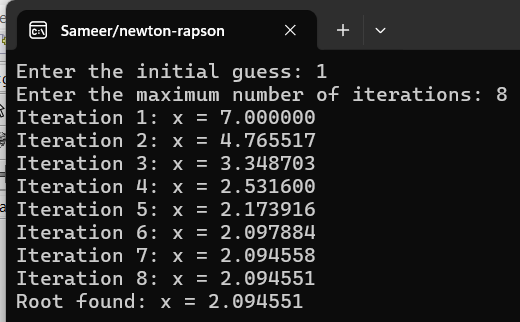 Sameer/newton-rapson
Enter the initial guess: 1
Enter the maximum number of iterations: 8
Iteration 1: x = 7.000000
Iteration 2: x = 4.765517
Iteration 3: x = 3.348703
Iteration 4: x = 2.531600
Iteration 5: x = 2.173916
Iteration 6: x = 2.097884
Iteration 7: x = 2.094558
Iteration 8: x = 2.094551
Root found: x = 2.094551